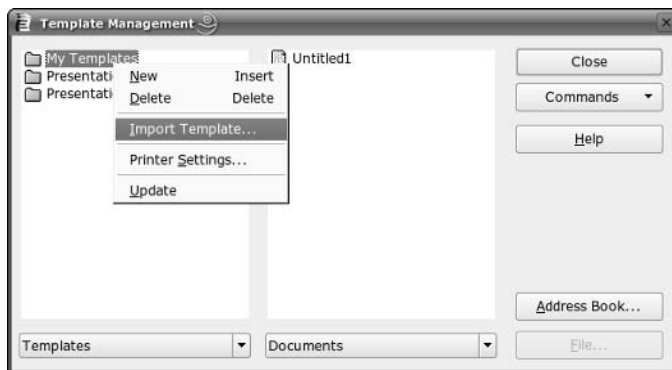 Template Management
My Templates
Presentati
Presentati
New Insert
Delete Delete
Import Template...
Printer Settings...
Update
Untitled1
Close
Commands
Help
Address Book...
File...
Templates
Documents